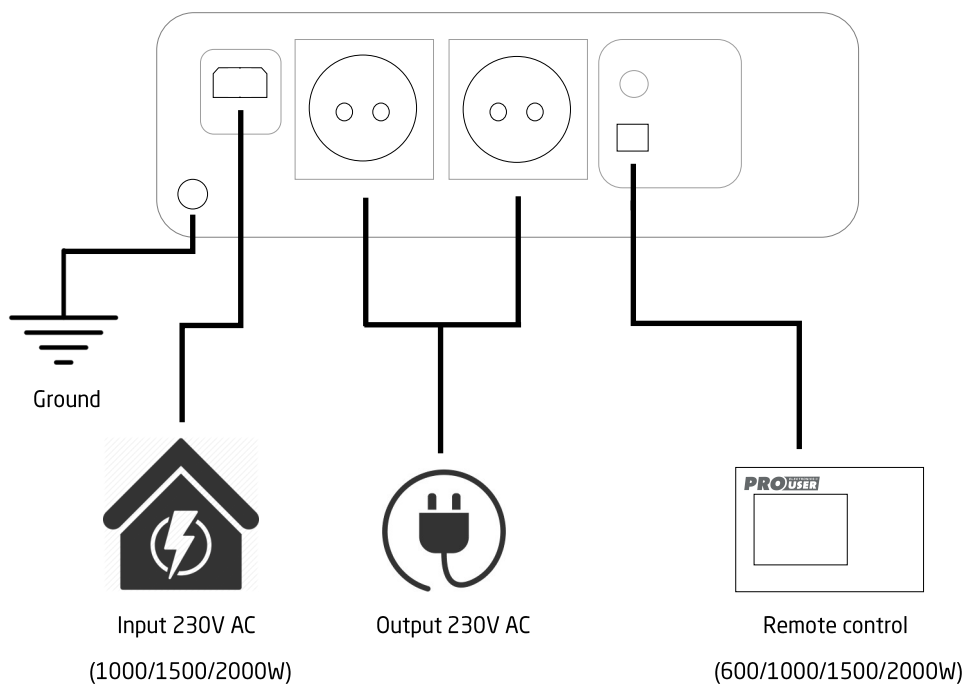 Ground
PRO USER
Input 230V AC
(1000/1500/2000W)
Output 230V AC
Remote control
(600/1000/1500/2000W)